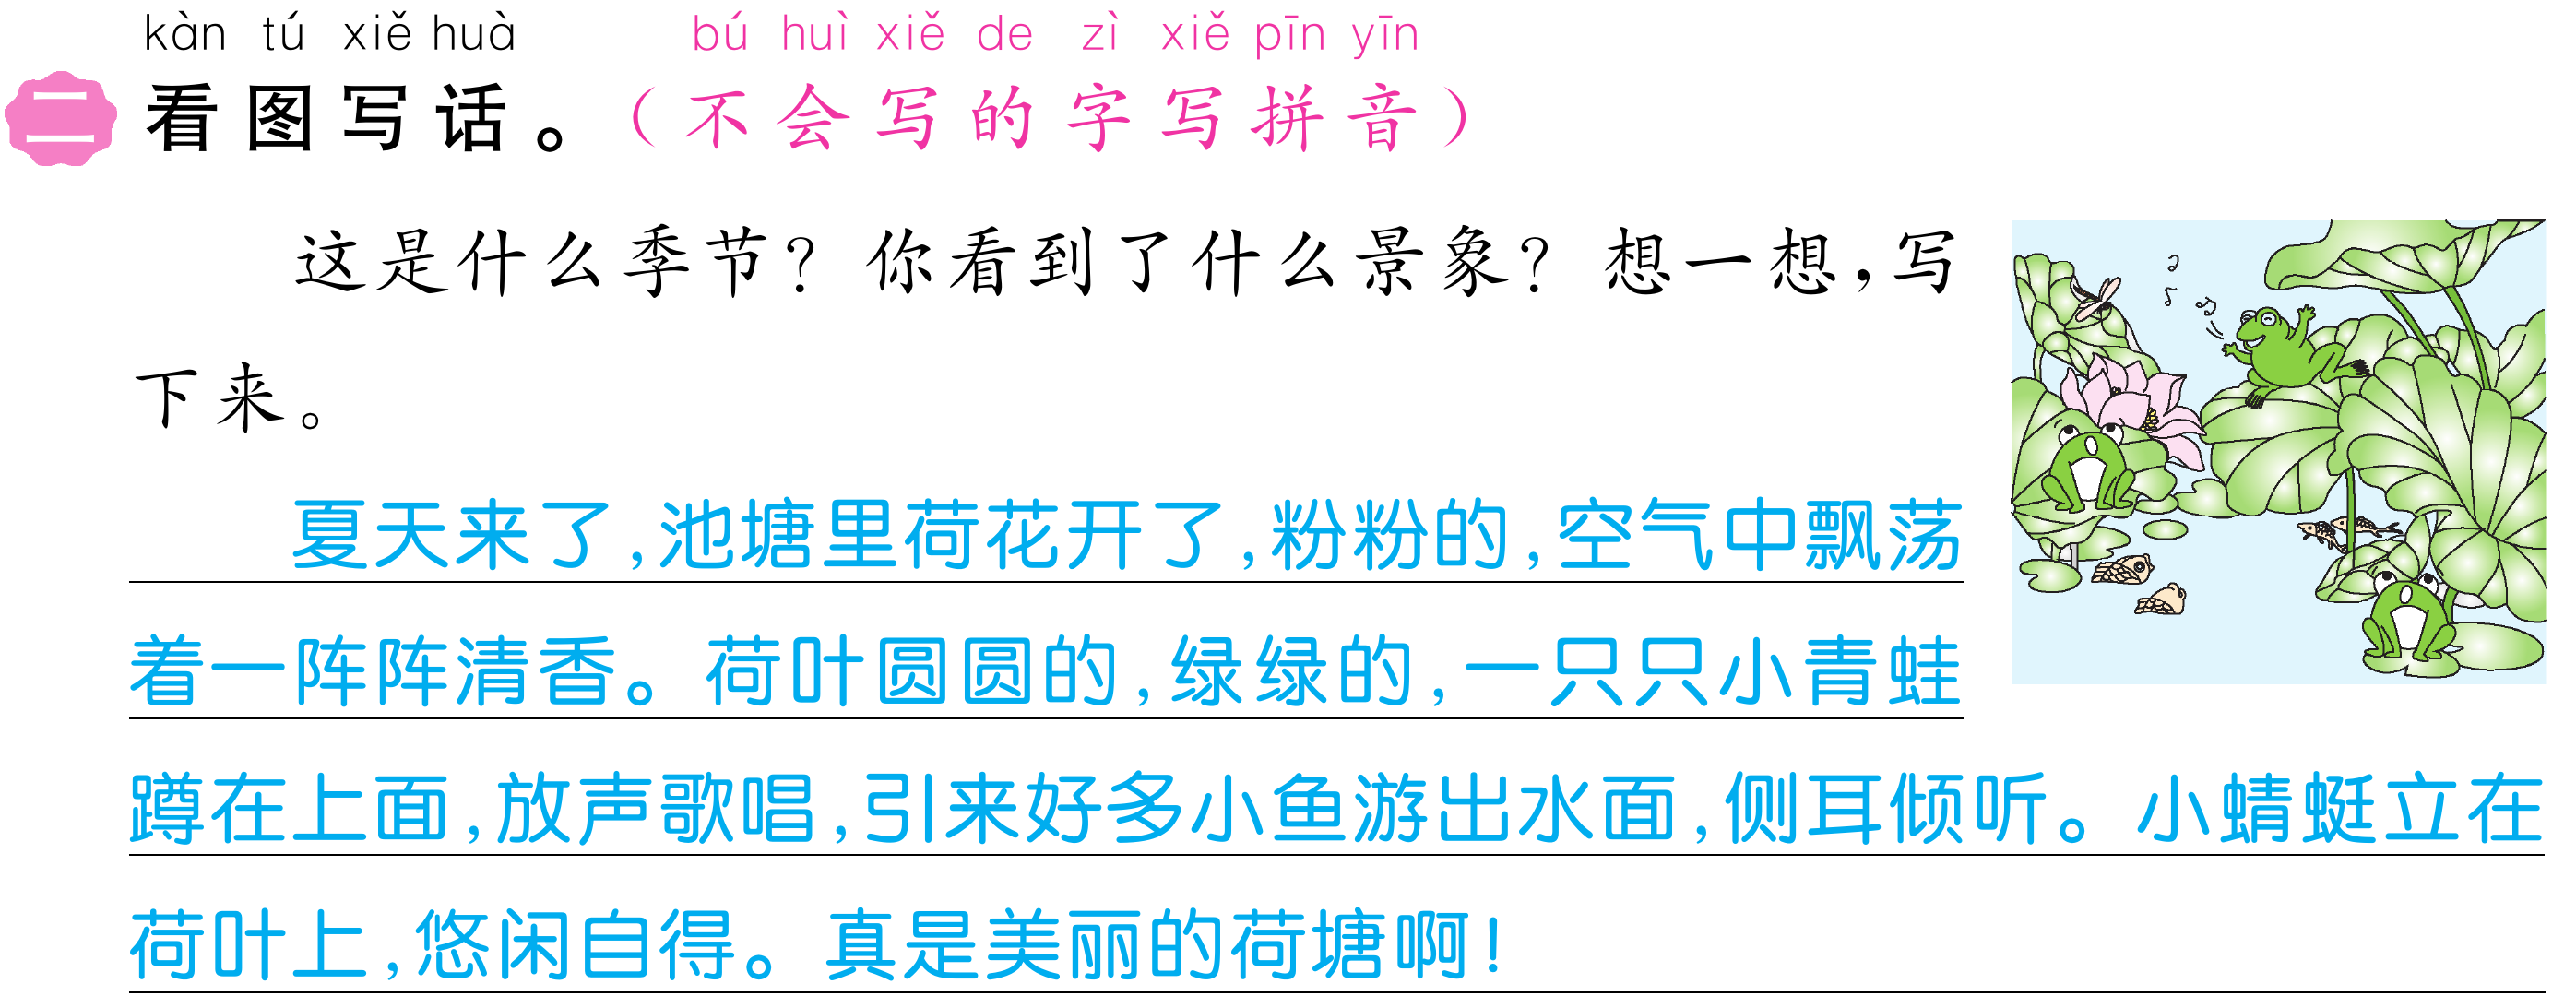 kàn tú xiě huà bú huì xiě de zì xiě pīn yīn
二 看图写话。（不会写的字写拼音）
这是什么季节？你看到了什么景象？想一想，写
下来。
夏天来了，池塘里荷花开了，粉粉的，空气中飘荡
着一阵阵清香。荷叶圆圆的，绿绿的，一只只小青蛙
蹲在上面，放声歌唱，引来好多小鱼游出水面，侧耳倾听。小蜻蜓立在
荷叶上，悠闲自得。真是美丽的荷塘啊！